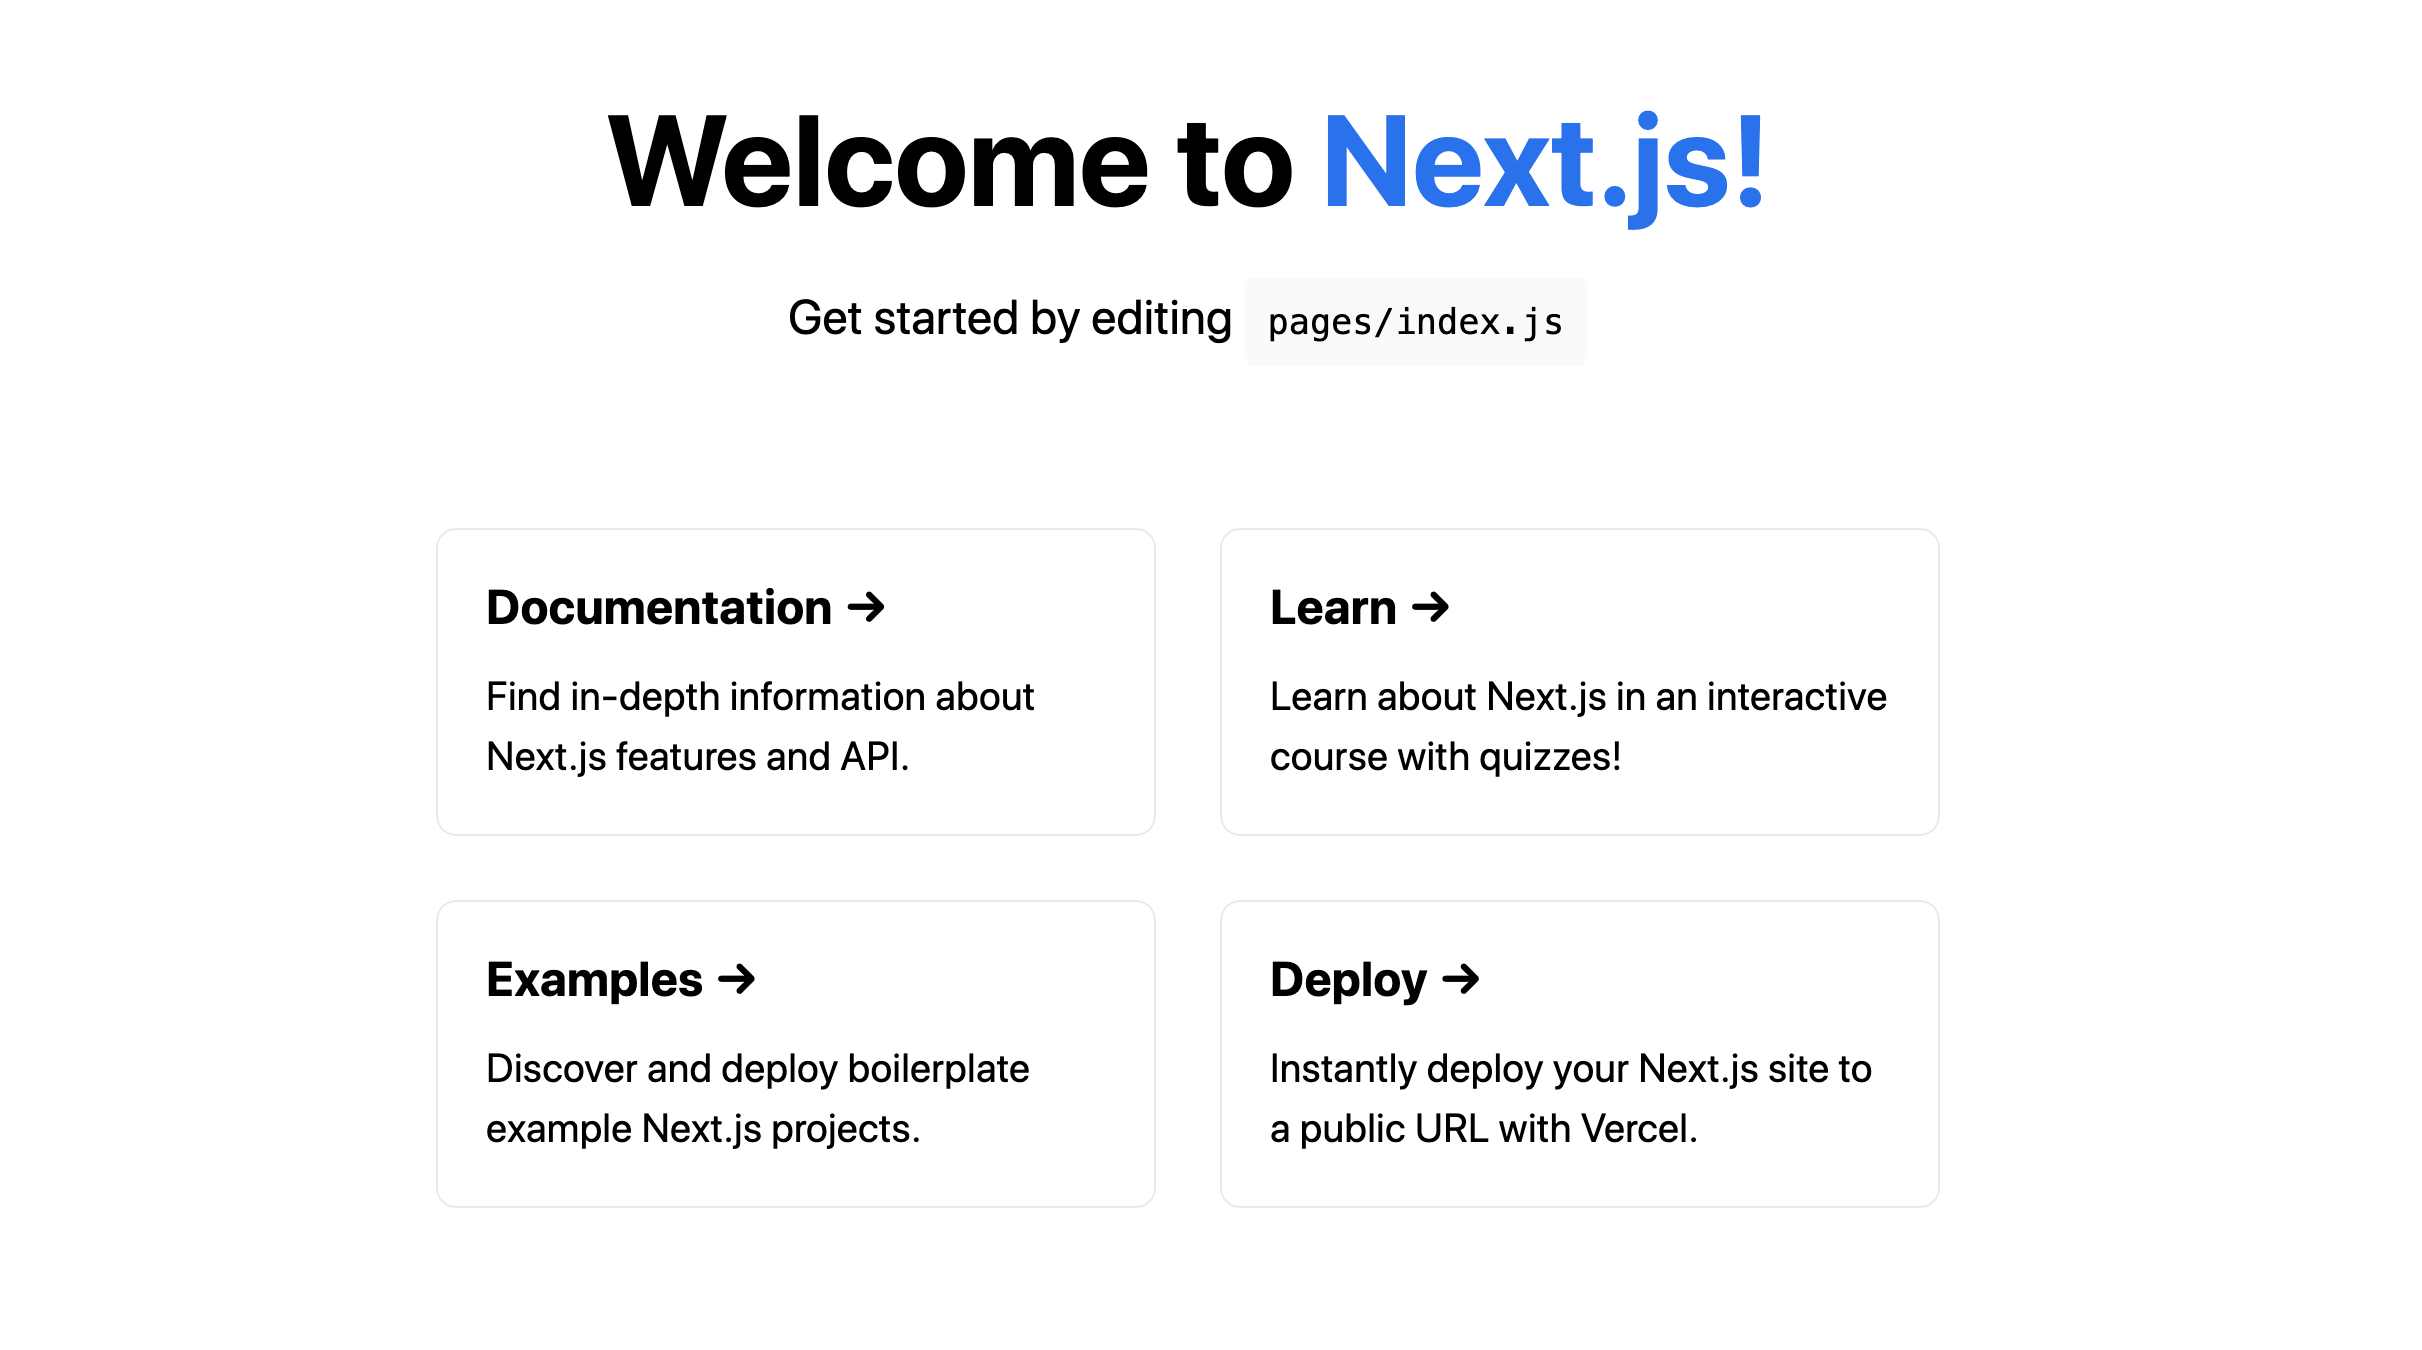 Welcome to Next.js!
Get started by editing pages/index.js
Documentation →
Find in-depth information about
Next.js features and API.
Learn →
Learn about Next.js in an interactive
course with quizzes!
Examples →
Discover and deploy boilerplate
example Next.js projects.
Deploy →
Instantly deploy your Next.js site to
a public URL with Vercel.